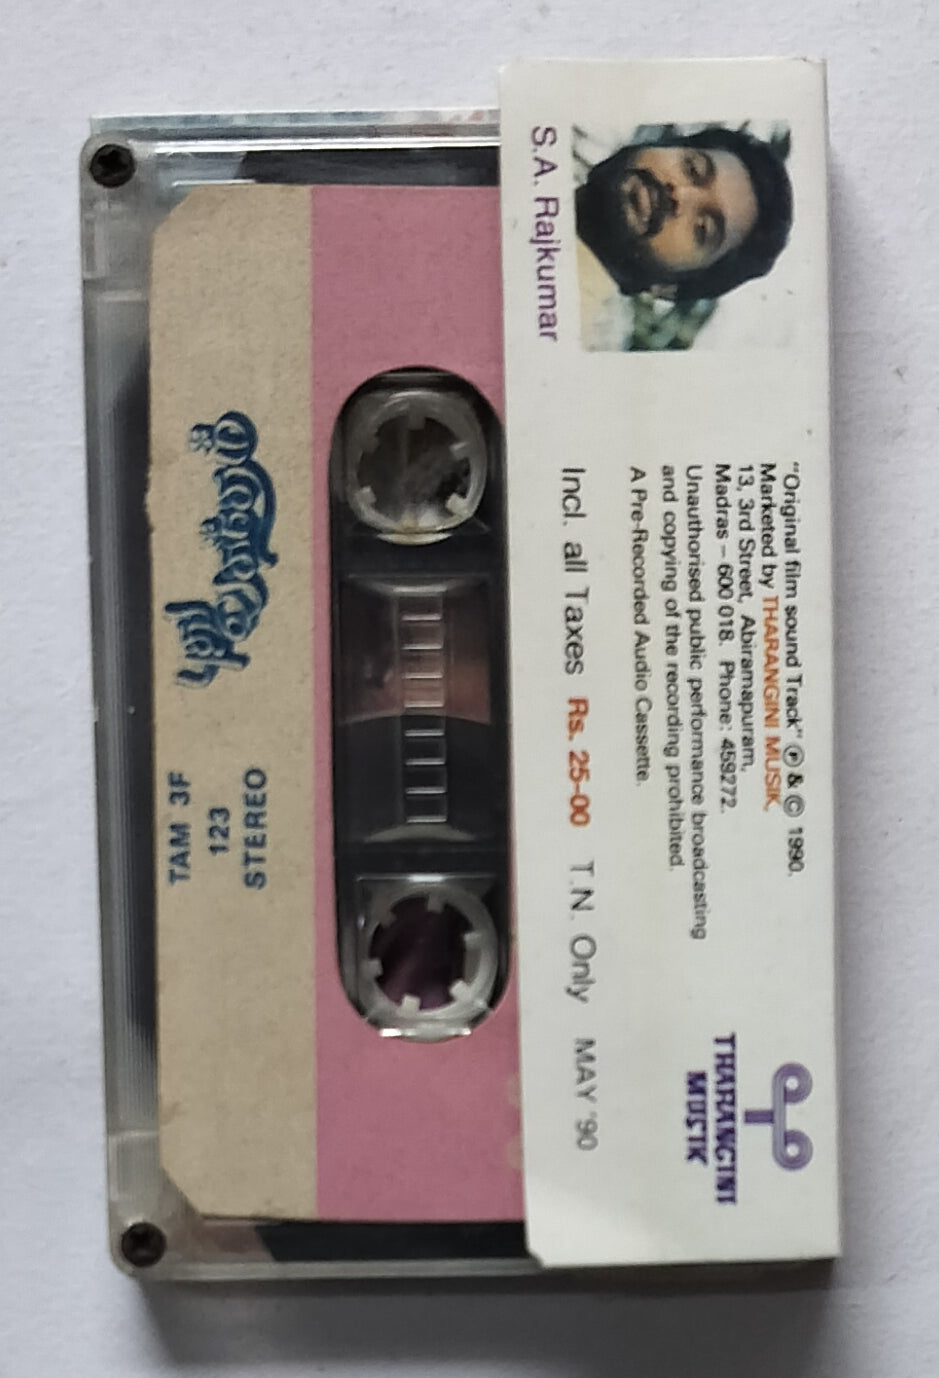 S.A. Rajkumar
"Original film sound Track" Ⓟ & © 1990.
Marketed by THARANGINI MUSIK,
13, 3rd Street, Abiramapuram,
Madras – 600 018. Phone: 459272.
Unauthorised public performance broadcasting
and copying of the recording prohibited.
A Pre-Recorded Audio Cassette.
Incl. all Taxes Rs. 25-00 T.N. Only MAY '90
THARANGINI
MUSIK
TAM 3F
123
STEREO